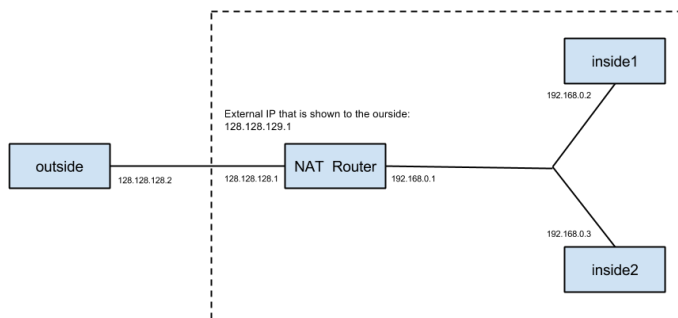 inside1
192.168.0.2
External IP that is shown to the ourside:
128.128.129.1
outside
NAT Router
128.128.128.2
128.128.128.1
192.168.0.1
192.168.0.3
inside2